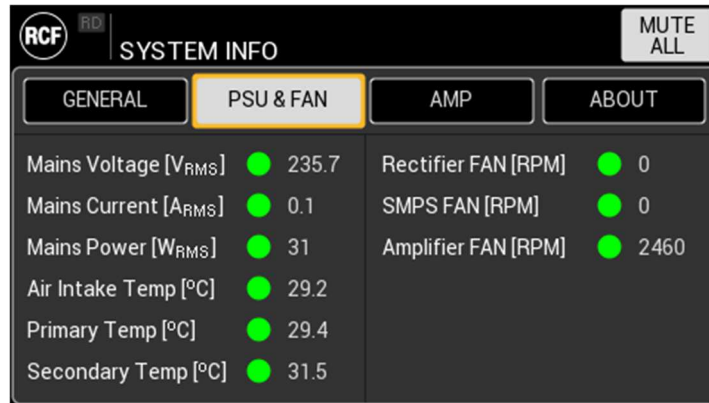 RCF RD
SYSTEM INFO
MUTE
ALL
GENERAL PSU & FAN AMP ABOUT
Mains Voltage [VRMS] 235.7
Mains Current [ARMS] 0.1
Mains Power [WRMS] 31
Air Intake Temp [ºC] 29.2
Primary Temp [ºC] 29.4
Secondary Temp [ºC] 31.5
Rectifier FAN [RPM] 0
SMPS FAN [RPM] 0
Amplifier FAN [RPM] 2460